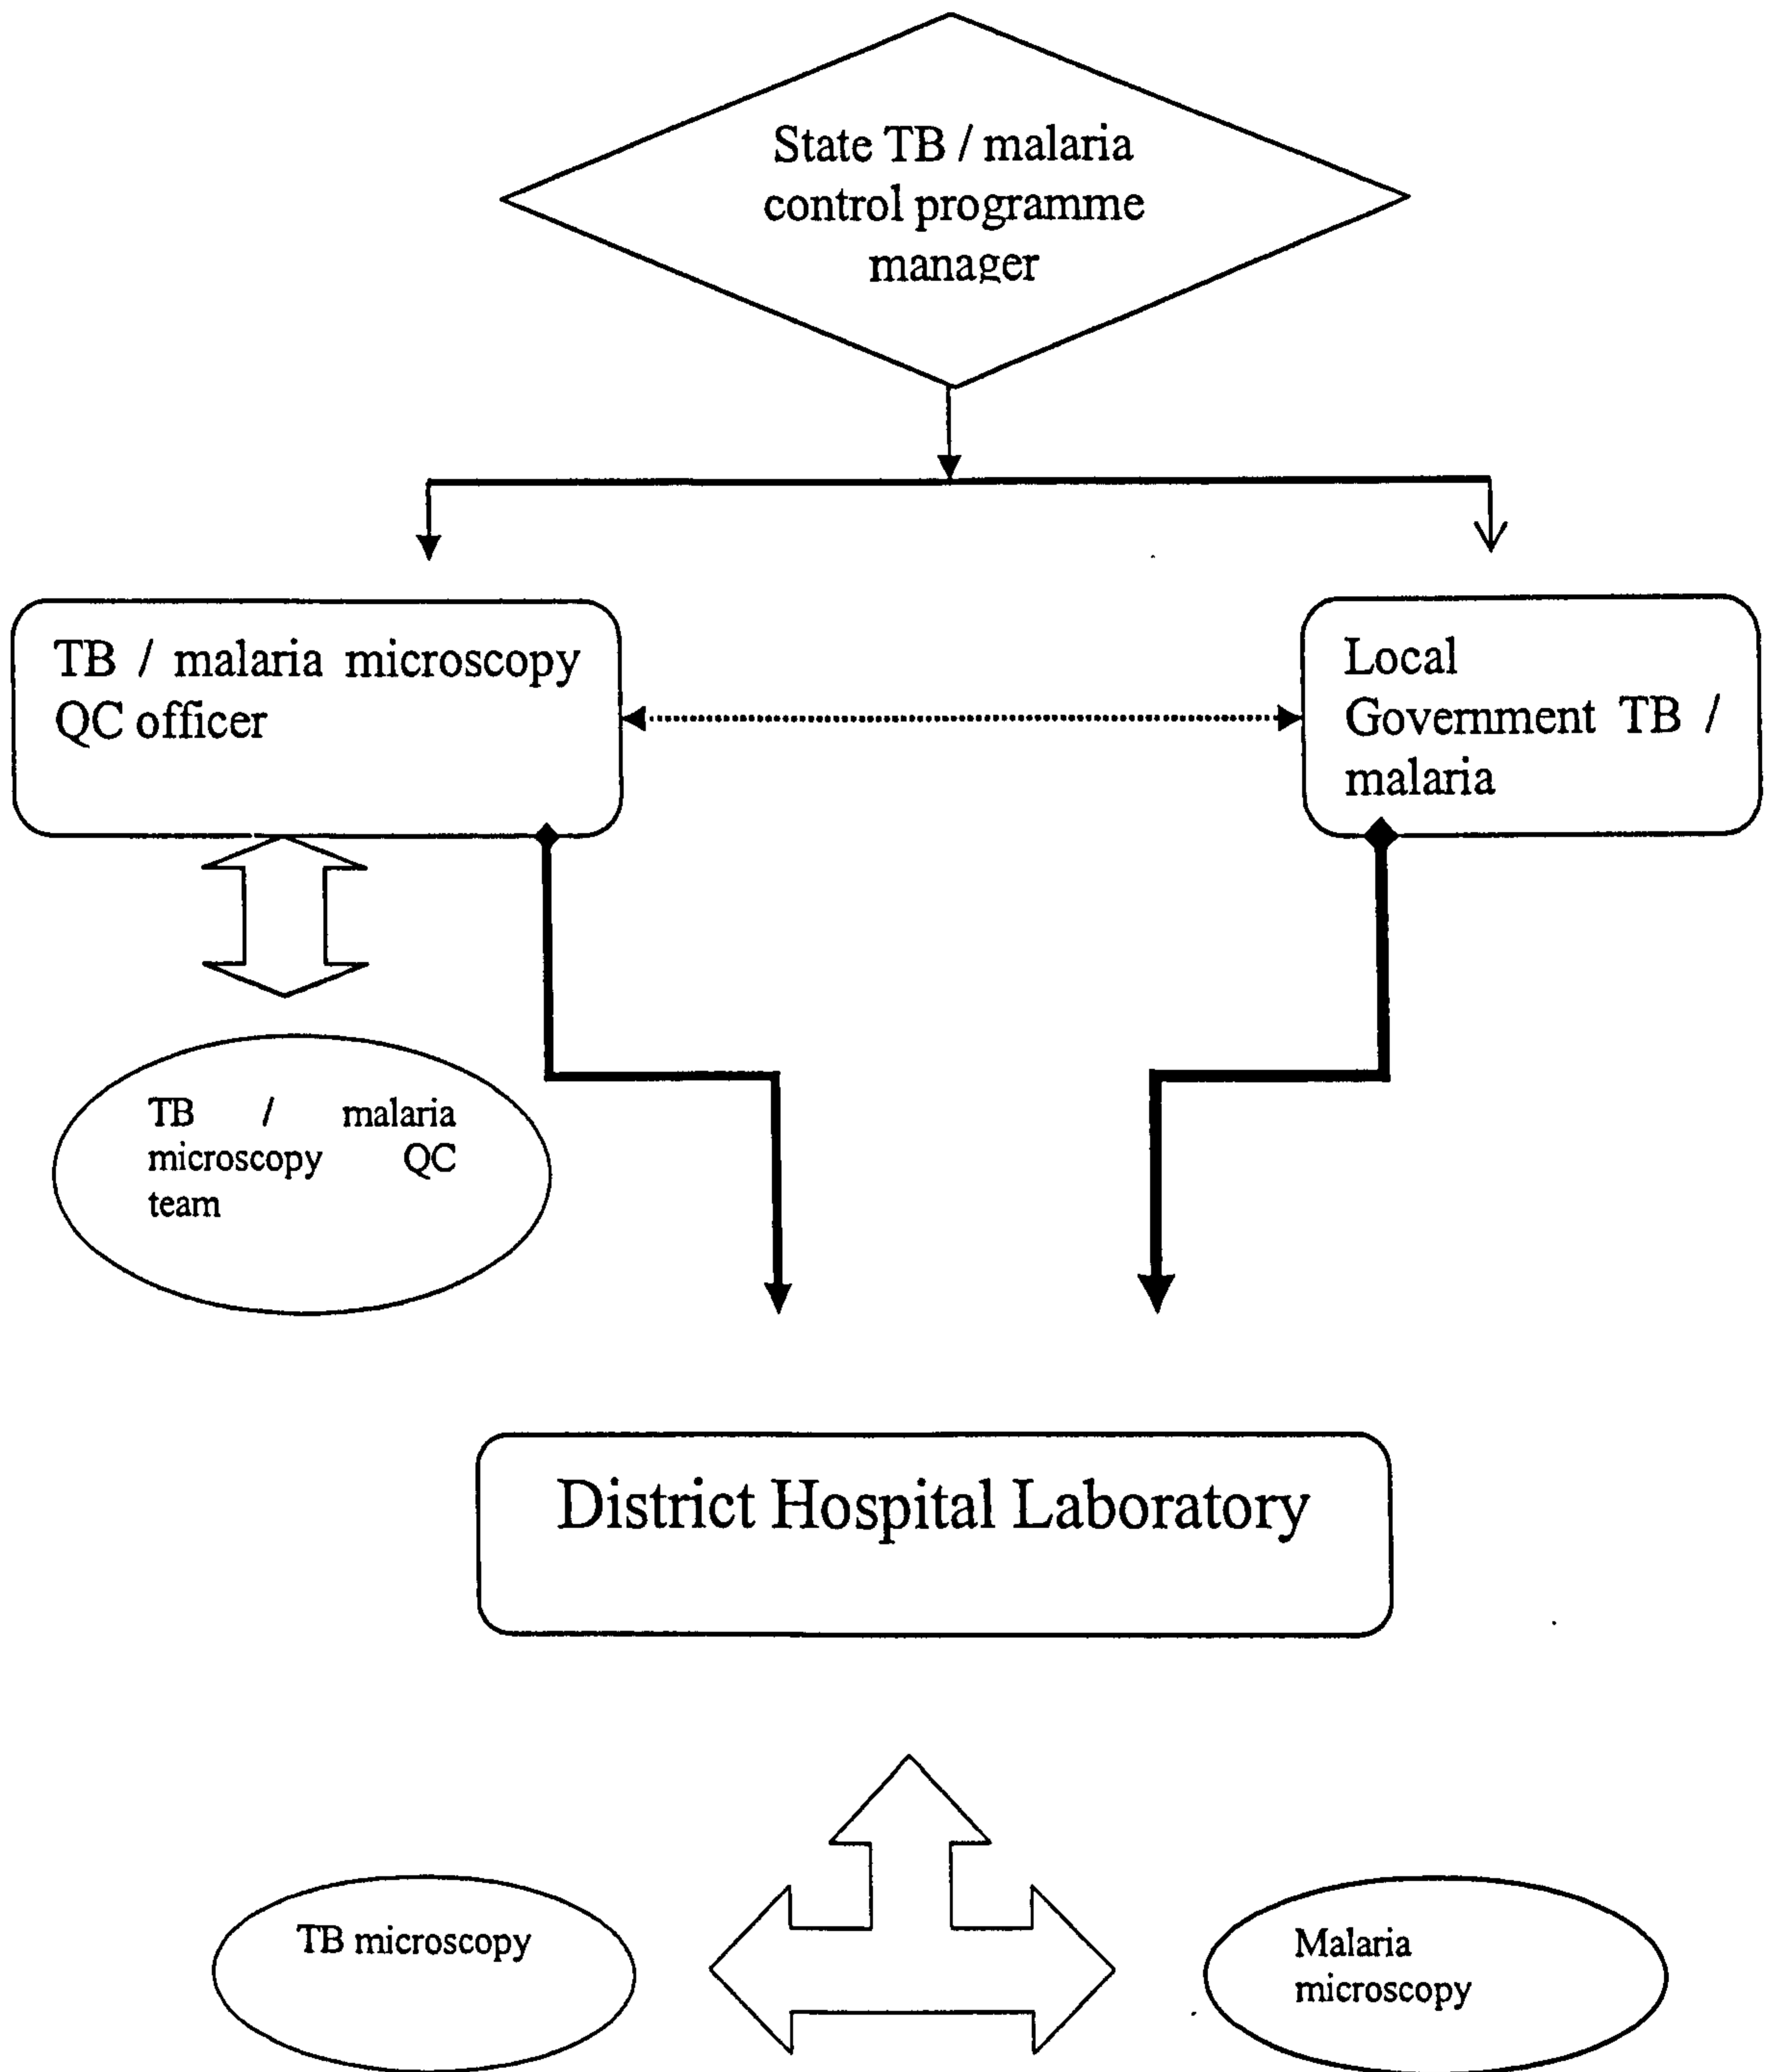 State TB / malaria
control programme
manager
TB / malaria microscopy
QC officer
Local
Government TB /
malaria
TB / malaria
microscopy QC
team
District Hospital Laboratory
TB microscopy
Malaria
microscopy